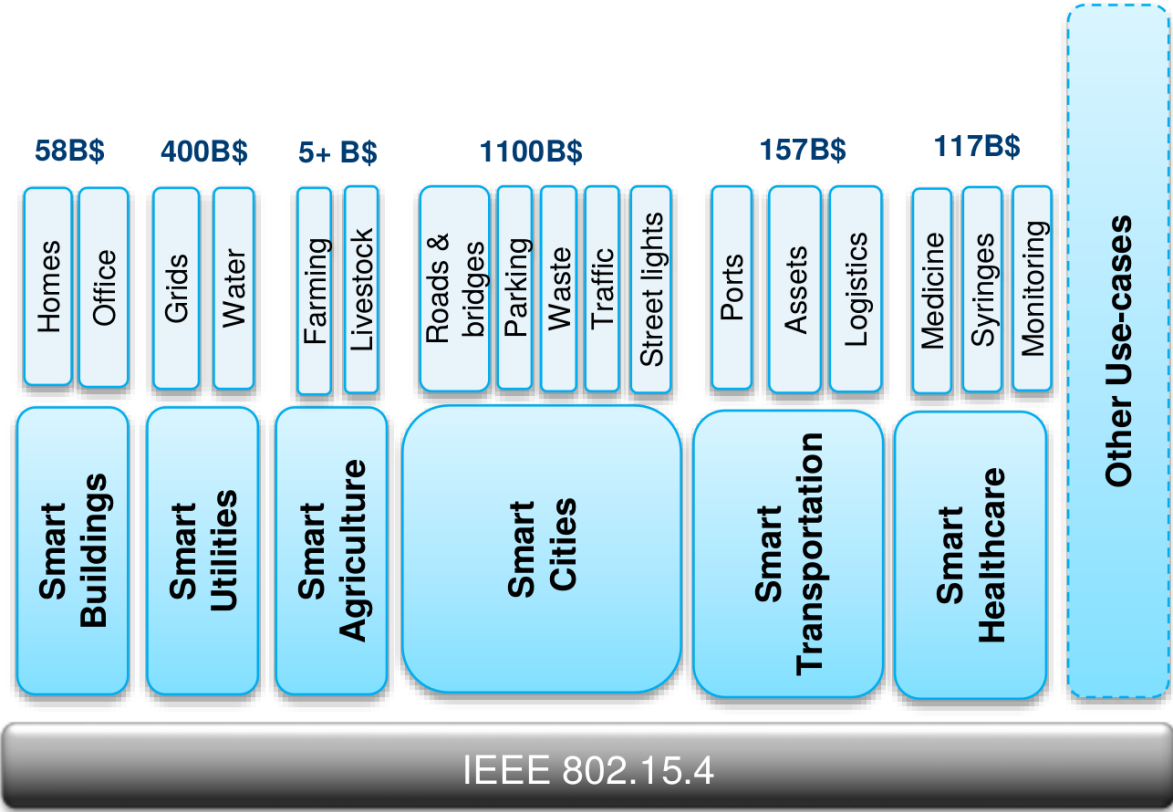 58B$
400B$
5+ B$
1100B$
157B$
117B$
Homes
Office
Grids
Water
Farming
Livestock
Roads &
bridges
Parking
Waste
Traffic
Street lights
Ports
Assets
Logistics
Medicine
Syringes
Monitoring
Other Use-cases
Smart
Buildings
Smart
Utilities
Smart
Agriculture
Smart
Cities
Smart
Transportation
Smart
Healthcare
IEEE 802.15.4